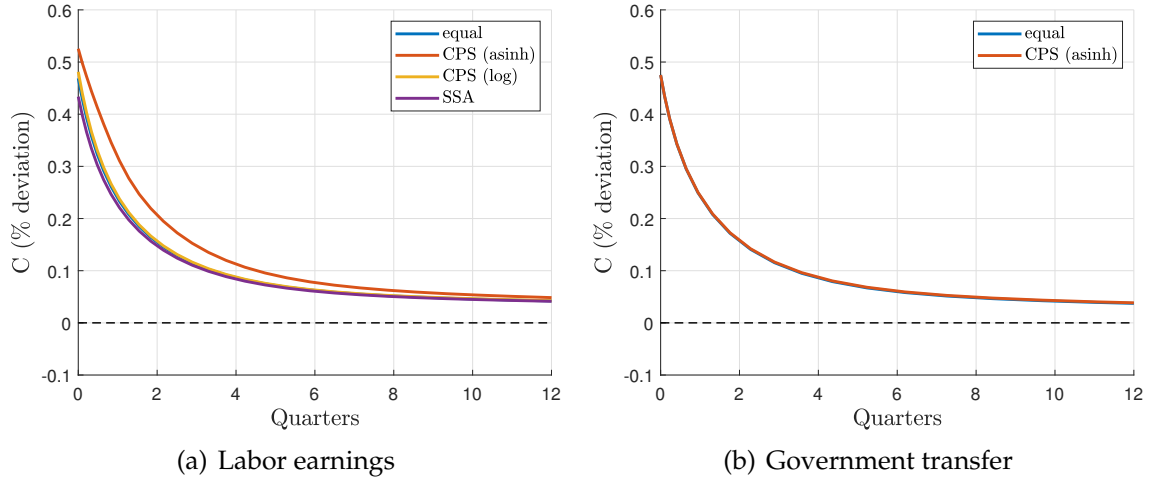 0.6
0.5
0.4
0.3
0.2
0.1
0
-0.1
C (% deviation)
0 2 4 6 8 10 12
Quarters
equal
CPS (asinh)
CPS (log)
SSA
(a) Labor earnings
0.6
0.5
0.4
0.3
0.2
0.1
0
-0.1
C (% deviation)
0 2 4 6 8 10 12
Quarters
equal
CPS (asinh)
(b) Government transfer